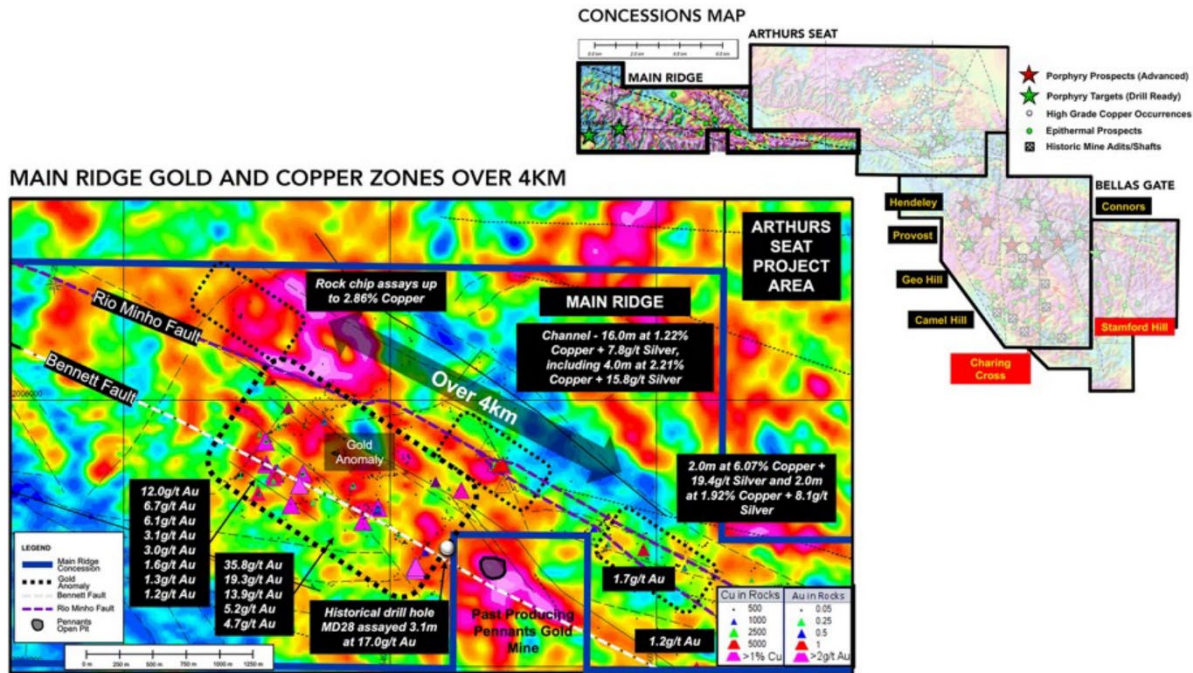 CONCESSIONS MAP
ARTHURS SEAT
MAIN RIDGE
Porphyry Prospects (Advanced)
Porphyry Targets (Drill Ready)
High Grade Copper Occurrences
Epithermal Prospects
Historic Mine Adits/Shafts
BELLAS GATE
Hendeley
Connors
Provost
Geo Hill
Camel Hill
Stamford Hill
Charing
Cross
MAIN RIDGE GOLD AND COPPER ZONES OVER 4KM
ARTHURS
SEAT
PROJECT
AREA
Rock chip assays up
to 2.86% Copper
MAIN RIDGE
Channel - 16.0m at 1.22%
Copper + 7.8g/t Silver,
including 4.0m at 2.21%
Copper + 15.8g/t Silver
Rio Minho Fault
Bennett Fault
Over 4km
Gold
Anomaly
2.0m at 6.07% Copper +
19.4g/t Silver and 2.0m
at 1.92% Copper + 8.1g/t
Silver
12.0g/t Au
6.7g/t Au
6.1g/t Au
3.1g/t Au
3.0g/t Au
1.6g/t Au
1.3g/t Au
1.2g/t Au
35.8g/t Au
19.3g/t Au
13.9g/t Au
5.2g/t Au
4.7g/t Au
Historical drill hole
MD28 assayed 3.1m
at 17.0g/t Au
Past Producing
Pennants Gold
Mine
1.7g/t Au
1.2g/t Au
LEGEND
Main Ridge
Concession
Gold
Anomaly
Bennett Fault
Rio Minho Fault
Pennants
Open Pit
0 m 250 m 500 m 750 m 1000 m 1250 m
Cu in Rocks
500
1000
2500
5000
>1% Cu
Au in Rocks
0.05
0.25
0.5
1
>2g/t Au